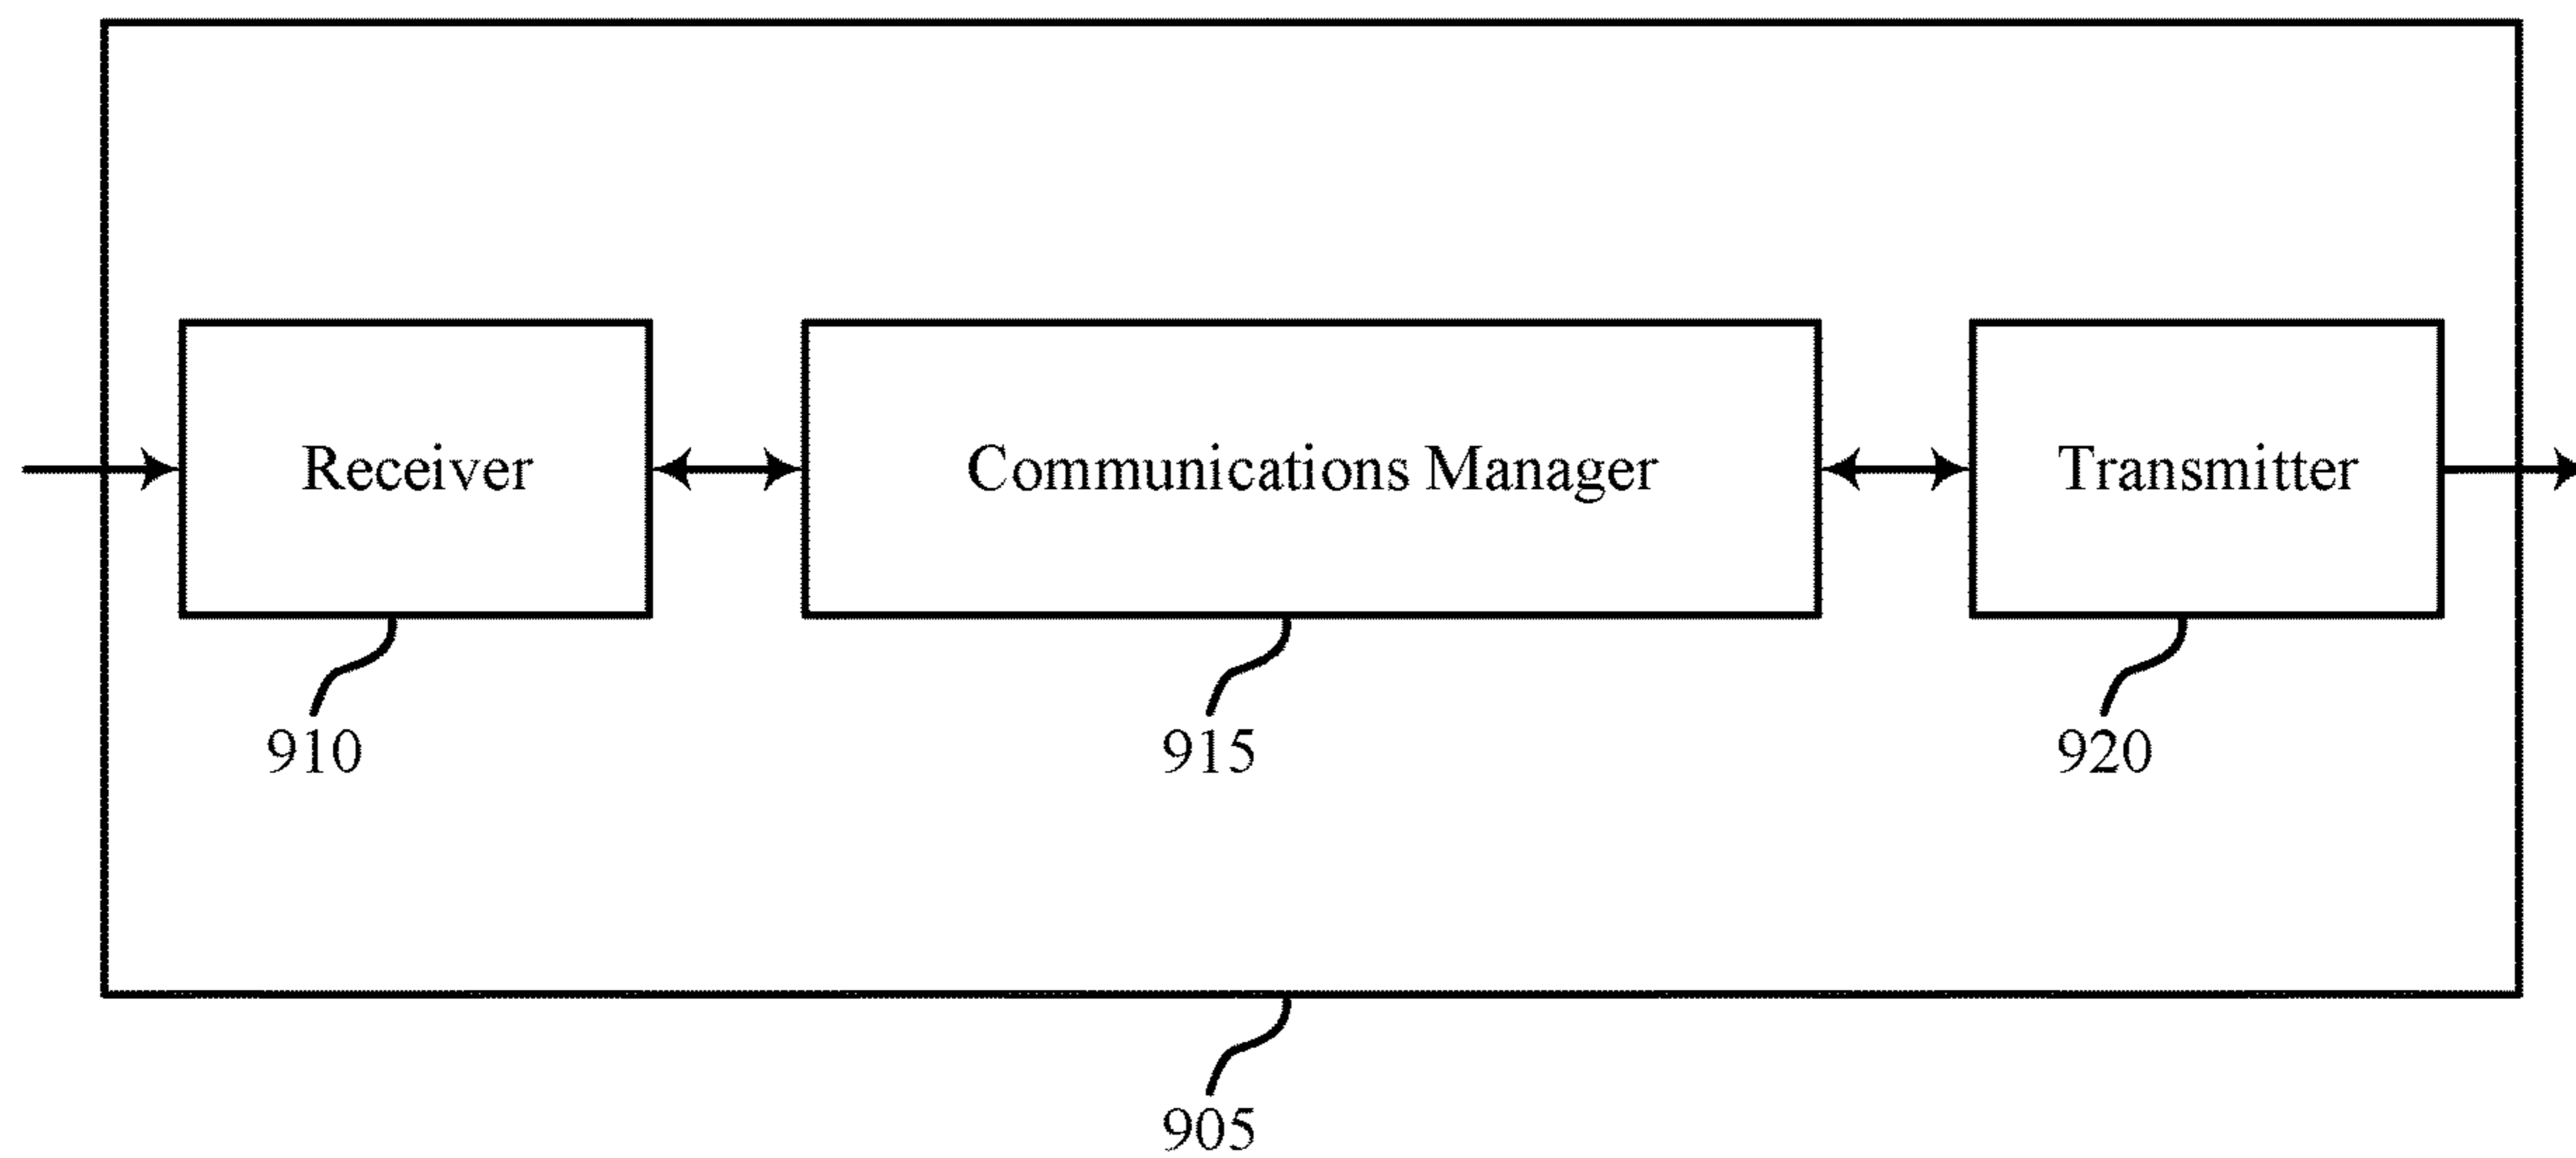 Receiver
Communications Manager
Transmitter
910
915
920
905